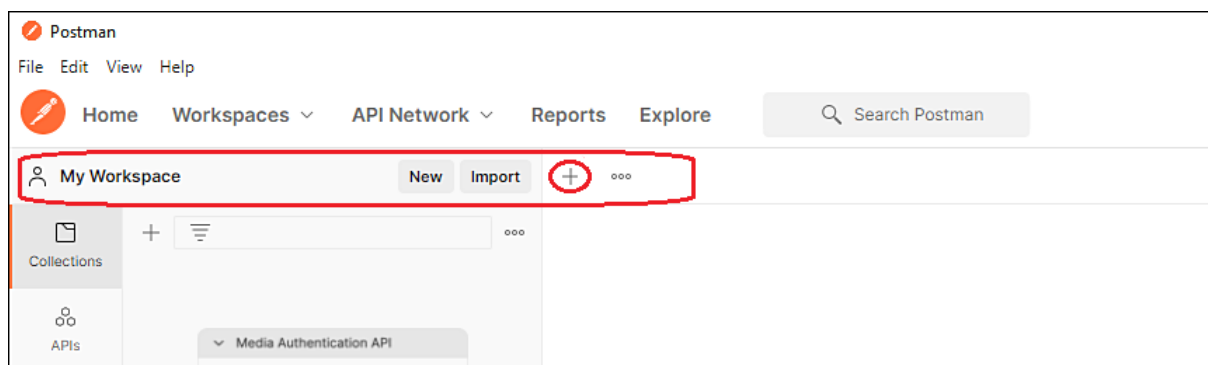 Postman
File Edit View Help
Home Workspaces API Network Reports Explore Search Postman
My Workspace New Import
Collections
APIs
Media Authentication API